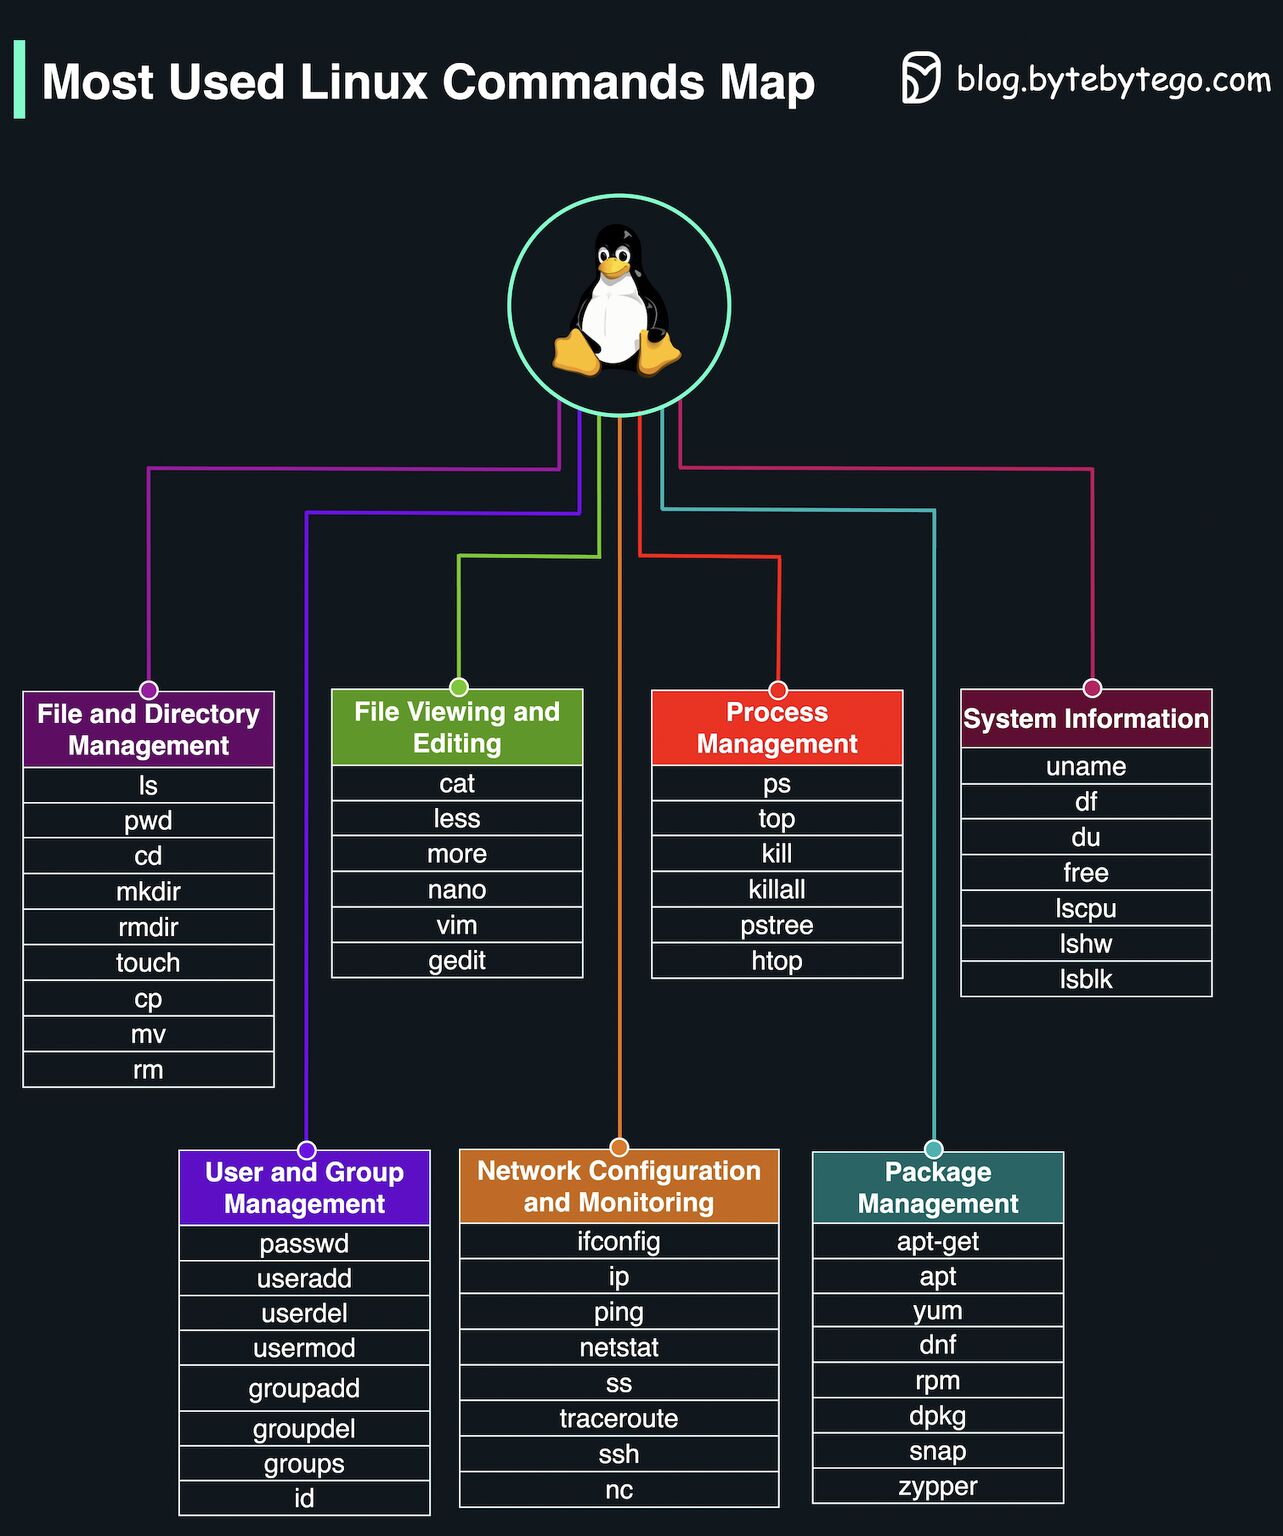 Most Used Linux Commands Map
blog.bytebytego.com
File and Directory
Management
ls
pwd
cd
mkdir
rmdir
touch
cp
mv
rm
File Viewing and
Editing
cat
less
more
nano
vim
gedit
Process
Management
ps
top
kill
killall
pstree
htop
System Information
uname
df
du
free
lscpu
lshw
lsblk
User and Group
Management
passwd
useradd
userdel
usermod
groupadd
groupdel
groups
id
Network Configuration
and Monitoring
ifconfig
ip
ping
netstat
ss
traceroute
ssh
nc
Package
Management
apt-get
apt
yum
dnf
rpm
dpkg
snap
zypper